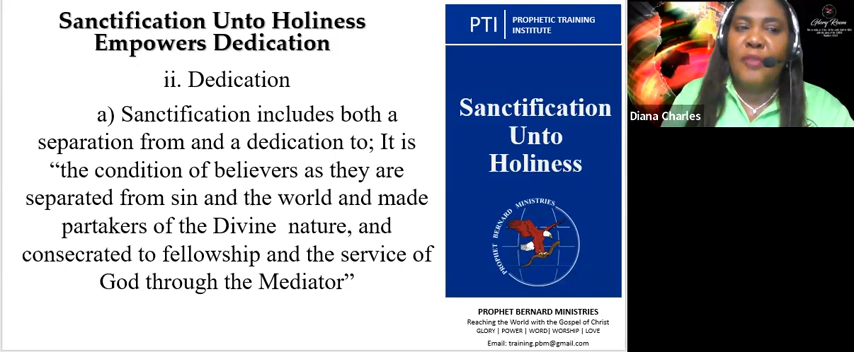 Sanctification Unto Holiness
Empowers Dedication
ii. Dedication
a) Sanctification includes both a
separation from and a dedication to; It is
“the condition of believers as they are
separated from sin and the world and made
partakers of the Divine nature, and
consecrated to fellowship and the service of
God through the Mediator”
PTI
PROPHETIC TRAINING
INSTITUTE
Sanctification
Unto
Holiness
PROPHET BERNARD MINISTRIES
PROPHET BERNARD MINISTRIES
Reaching the World with the Gospel of Christ
GLORY | POWER | WORD| WORSHIP | LOVE
Email: training.pbm@gmail.com
Glory Room
Diana Charles